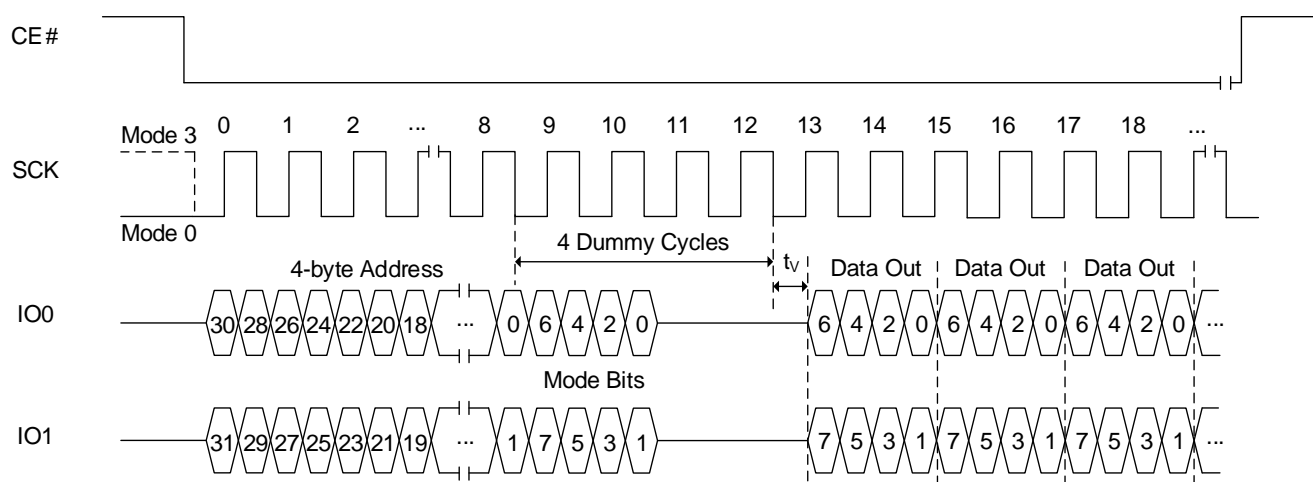 CE#
0 1 2 ... 8 9 10 11 12 13 14 15 16 17 18 ...
Mode 3
SCK
Mode 0
4 Dummy Cycles
tV
4-byte Address
Data Out Data Out Data Out
IO0
30 28 26 24 22 20 18 ... 0 6 4 2 0 6 4 2 0 6 4 2 0 6 4 2 0 ...
Mode Bits
IO1
31 29 27 25 23 21 19 ... 1 7 5 3 1 7 5 3 1 7 5 3 1 7 5 3 1 ...